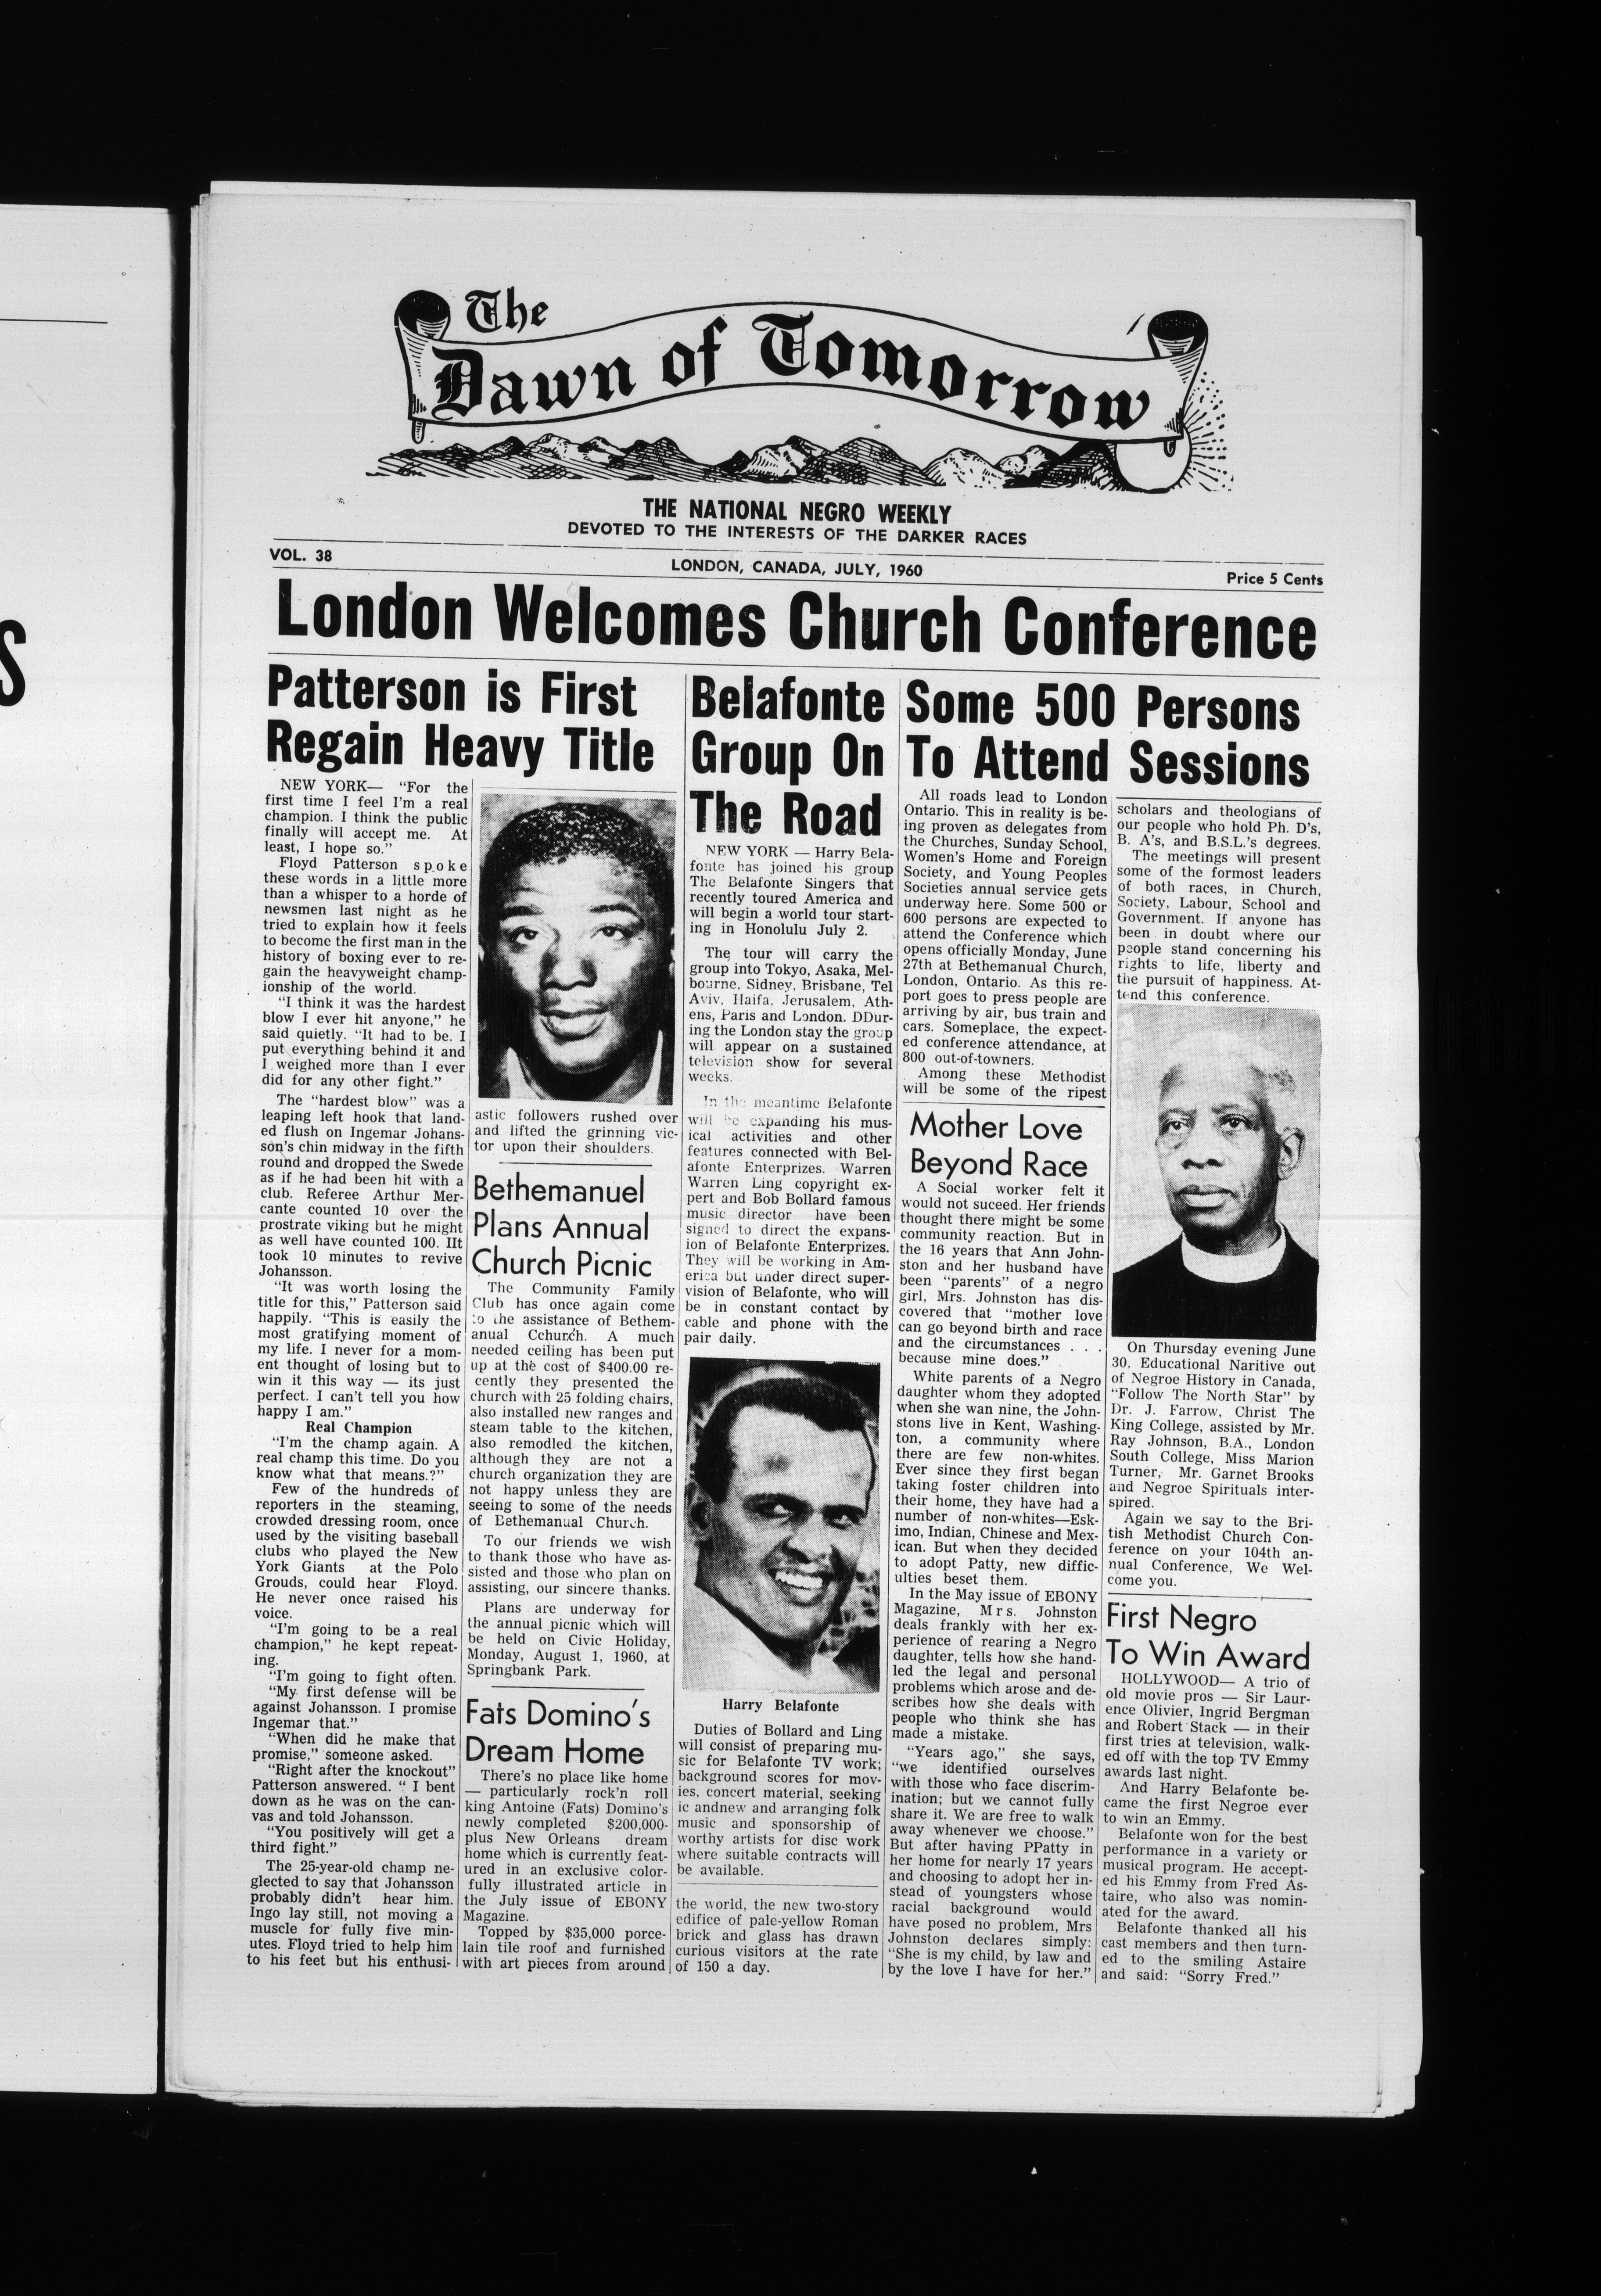 S
The
Dawn of Tomorrow
THE NATIONAL NEGRO WEEKLY
DEVOTED TO THE INTERESTS OF THE DARKER RACES
VOL. 38
LONDON, CANADA, JULY, 1960
Price 5 Cents
London Welcomes Church Conference
Patterson is First
Regain Heavy Title
NEW YORK— "For the
first time I feel I'm a real
champion. I think the public
finally will accept me. At
least, I hope so."
Floyd Patterson spoke
these words in a little more
than a whisper to a horde of
newsmen last night as he
tried to explain how it feels
to become the first man in the
history of boxing ever to re-
gain the heavyweight champ-
ionship of the world.
"I think it was the hardest
blow I ever hit anyone," he
said quietly. "It had to be. I
put everything behind it and
I weighed more than I ever
did for any other fight."
The "hardest blow" was a
leaping left hook that land-
ed flush on Ingemar Johans-
son's chin midway in the fifth
round and dropped the Swede
as if he had been hit with a
club. Referee Arthur Mer-
cante counted 10 over the
prostrate viking but he might
as well have counted 100. IIt
took 10 minutes to revive
Johansson.
"It was worth losing the
title for this," Patterson said
happily. "This is easily the
most gratifying moment of
my life. I never for a mom-
ent thought of losing but to
win it this way — its just
perfect. I can't tell you how
happy I am."
Real Champion
"I'm the champ again. A
real champ this time. Do you
know what that means.?"
Few of the hundreds of
reporters in the steaming,
crowded dressing room, once
used by the visiting baseball
clubs who played the New
York Giants at the Polo
Grouds, could hear Floyd.
He never once raised his
voice.
"I'm going to be a real
champion," he kept repeat-
ing.
"I'm going to fight often.
"My first defense will be
against Johansson. I promise
Ingemar that."
"When did he make that
promise," someone asked.
"Right after the knockout"
Patterson answered. " I bent
down as he was on the can-
vas and told Johansson.
"You positively will get a
third fight."
The 25-year-old champ ne-
glected to say that Johansson
probably didn't hear him.
Ingo lay still, not moving a
muscle for fully five min-
utes. Floyd tried to help him
to his feet but his enthusi-
astic followers rushed over
and lifted the grinning vic-
tor upon their shoulders.
Bethemanuel
Plans Annual
Church Picnic
The Community Family
Club has once again come
to the assistance of Bethem-
anual Cchurch. A much
needed ceiling has been put
up at the cost of $400.00 re-
cently they presented the
church with 25 folding chairs,
also installed new ranges and
steam table to the kitchen,
also remodled the kitchen,
although they are not a
church organization they are
not happy unless they are
seeing to some of the needs
of Bethemanual Church.
To our friends we wish
to thank those who have as-
sisted and those who plan on
assisting, our sincere thanks.
Plans are underway for
the annual picnic which will
be held on Civic Holiday,
Monday, August 1, 1960, at
Springbank Park.
Fats Domino's
Dream Home
There's no place like home
— particularly rock'n roll
king Antoine (Fats) Domino's
newly completed $200,000-
plus New Orleans dream
home which is currently feat-
ured in an exclusive color-
fully illustrated article in
the July issue of EBONY
Magazine.
Topped by $35,000 porce-
lain tile roof and furnished
with art pieces from around
Belafonte
Group On
The Road
NEW YORK — Harry Bela-
fonte has joined his group
The Belafonte Singers that
recently toured America and
will begin a world tour start-
ing in Honolulu July 2.
The tour will carry the
group into Tokyo, Asaka, Mel-
bourne, Sidney, Brisbane, Tel
Aviv, Haifa, Jerusalem, Ath-
ens, Paris and London. DDur-
ing the London stay the group
will appear on a sustained
television show for several
weeks.
In the meantime Belafonte
will be expanding his mus-
ical activities and other
features connected with Bel-
afonte Enterprizes. Warren
Warren Ling copyright ex-
pert and Bob Bollard famous
music director have been
signed to direct the expans-
ion of Belafonte Enterprizes.
They will be working in Am-
erica but under direct super-
vision of Belafonte, who will
be in constant contact by
cable and phone with the
pair daily.
Harry Belafonte
Duties of Bollard and Ling
will consist of preparing mu-
sic for Belafonte TV work;
background scores for mov-
ies, concert material, seeking
ic andnew and arranging folk
music and sponsorship of
worthy artists for disc work
where suitable contracts will
be available.
the world, the new two-story
edifice of pale-yellow Roman
brick and glass has drawn
curious visitors at the rate
of 150 a day.
Some 500 Persons
To Attend Sessions
All roads lead to London
Ontario. This in reality is be-
ing proven as delegates from
the Churches, Sunday School,
Women's Home and Foreign
Society, and Young Peoples
Societies annual service gets
underway here. Some 500 or
600 persons are expected to
attend the Conference which
opens officially Monday, June
27th at Bethemanual Church,
London, Ontario. As this re-
port goes to press people are
arriving by air, bus train and
cars. Someplace, the expect-
ed conference attendance, at
800 out-of-towners.
Among these Methodist
will be some of the ripest
scholars and theologians of
our people who hold Ph. D's,
B. A's, and B.S.L.'s degrees.
The meetings will present
some of the formost leaders
of both races, in Church,
Society, Labour, School and
Government. If anyone has
been in doubt where our
people stand concerning his
rights to life, liberty and
the pursuit of happiness. At-
tend this conference.
On Thursday evening June
30, Educational Naritive out
of Negroe History in Canada,
"Follow The North Star" by
Dr. J. Farrow, Christ The
King College, assisted by Mr.
Ray Johnson, B.A., London
South College, Miss Marion
Turner, Mr. Garnet Brooks
and Negroe Spirituals inter-
spired.
Again we say to the Bri-
tish Methodist Church Con-
ference on your 104th an-
nual Conference, We Wel-
come you.
Mother Love
Beyond Race
A Social worker felt it
would not suceed. Her friends
thought there might be some
community reaction. But in
the 16 years that Ann John-
ston and her husband have
been "parents" of a negro
girl, Mrs. Johnston has dis-
covered that "mother love
can go beyond birth and race
and the circumstances . . .
because mine does."
White parents of a Negro
daughter whom they adopted
when she wan nine, the John-
stons live in Kent, Washing-
ton, a community where
there are few non-whites.
Ever since they first began
taking foster children into
their home, they have had a
number of non-whites—Esk-
imo, Indian, Chinese and Mex-
ican. But when they decided
to adopt Patty, new diffic-
ulties beset them.
In the May issue of EBONY
Magazine, Mrs. Johnston
deals frankly with her ex-
perience of rearing a Negro
daughter, tells how she hand-
led the legal and personal
problems which arose and de-
scribes how she deals with
people who think she has
made a mistake.
"Years ago," she says,
"we identified ourselves
with those who face discrim-
ination; but we cannot fully
share it. We are free to walk
away whenever we choose."
But after having PPatty in
her home for nearly 17 years
and choosing to adopt her in-
stead of youngsters whose
racial background would
have posed no problem, Mrs
Johnston declares simply:
"She is my child, by law and
by the love I have for her."
First Negro
To Win Award
HOLLYWOOD— A trio of
old movie pros — Sir Laur-
ence Olivier, Ingrid Bergman
and Robert Stack — in their
first tries at television, walk-
ed off with the top TV Emmy
awards last night.
And Harry Belafonte be-
came the first Negroe ever
to win an Emmy.
Belafonte won for the best
performance in a variety or
musical program. He accept-
ed his Emmy from Fred As-
taire, who also was nomin-
ated for the award.
Belafonte thanked all his
cast members and then turn-
ed to the smiling Astaire
and said: "Sorry Fred."